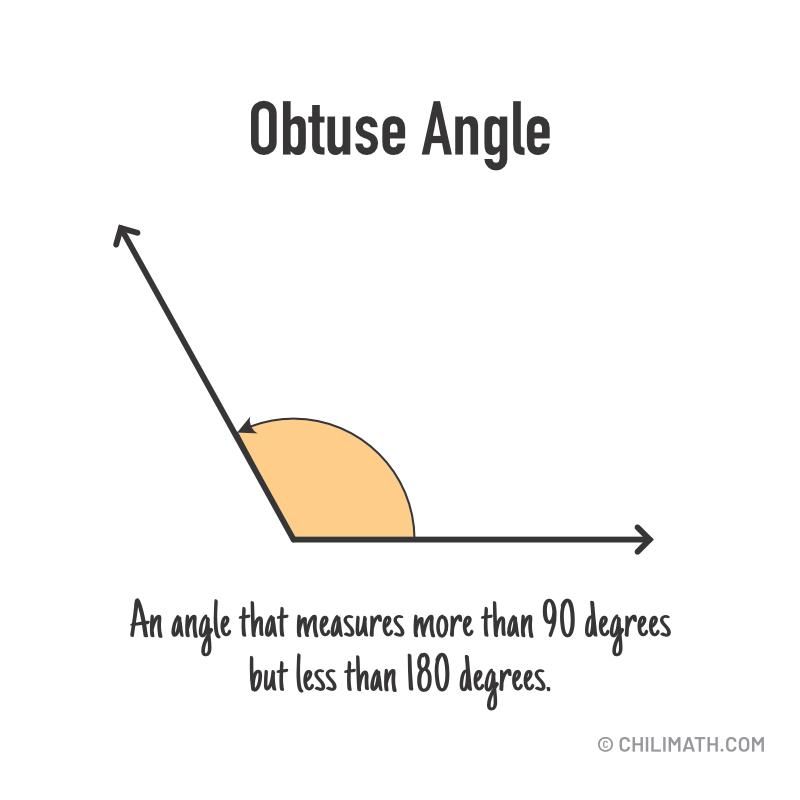 Obtuse Angle
An angle that measures more than 90 degrees
but less than 180 degrees.
© CHILIMATH.COM